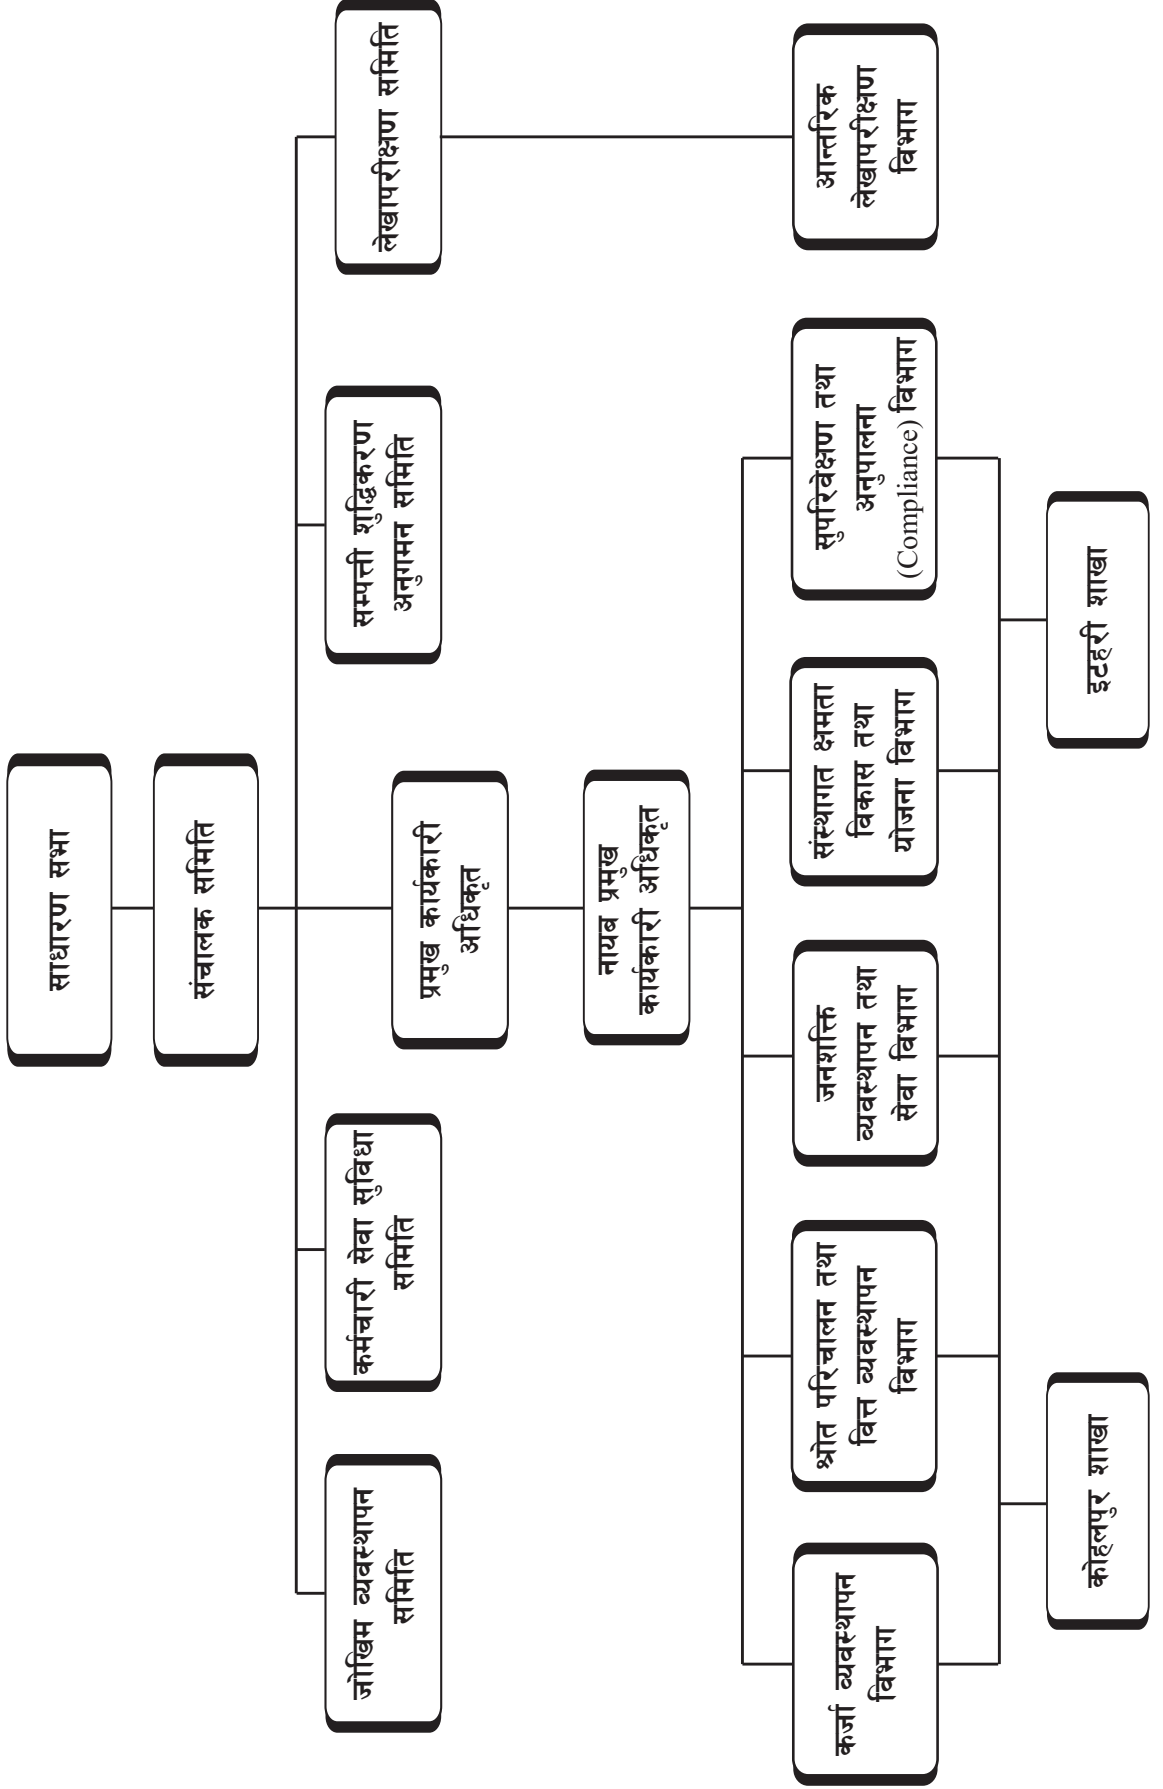 साधारण सभा
संचालक समिति
जोखिम व्यवस्थापन
समिति
कर्मचारी सेवा सुविधा
समिति
सम्पत्ती शुद्धिकरण
अनुगमन समिति
लेखापरीक्षण समिति
प्रमुख कार्यकारी
अधिकृत
नायब प्रमुख
कार्यकारी अधिकृत
कर्जा व्यवस्थापन
विभाग
श्रोत परिचालन तथा
वित्त व्यवस्थापन
विभाग
जनशक्ति
व्यवस्थापन तथा
सेवा विभाग
संस्थागत क्षमता
विकास तथा
योजना विभाग
सुपरिवेक्षण तथा
अनुपालना
(Compliance) विभाग
आन्तरिक
लेखापरीक्षण
विभाग
कोहलपुर शाखा
इटहरी शाखा